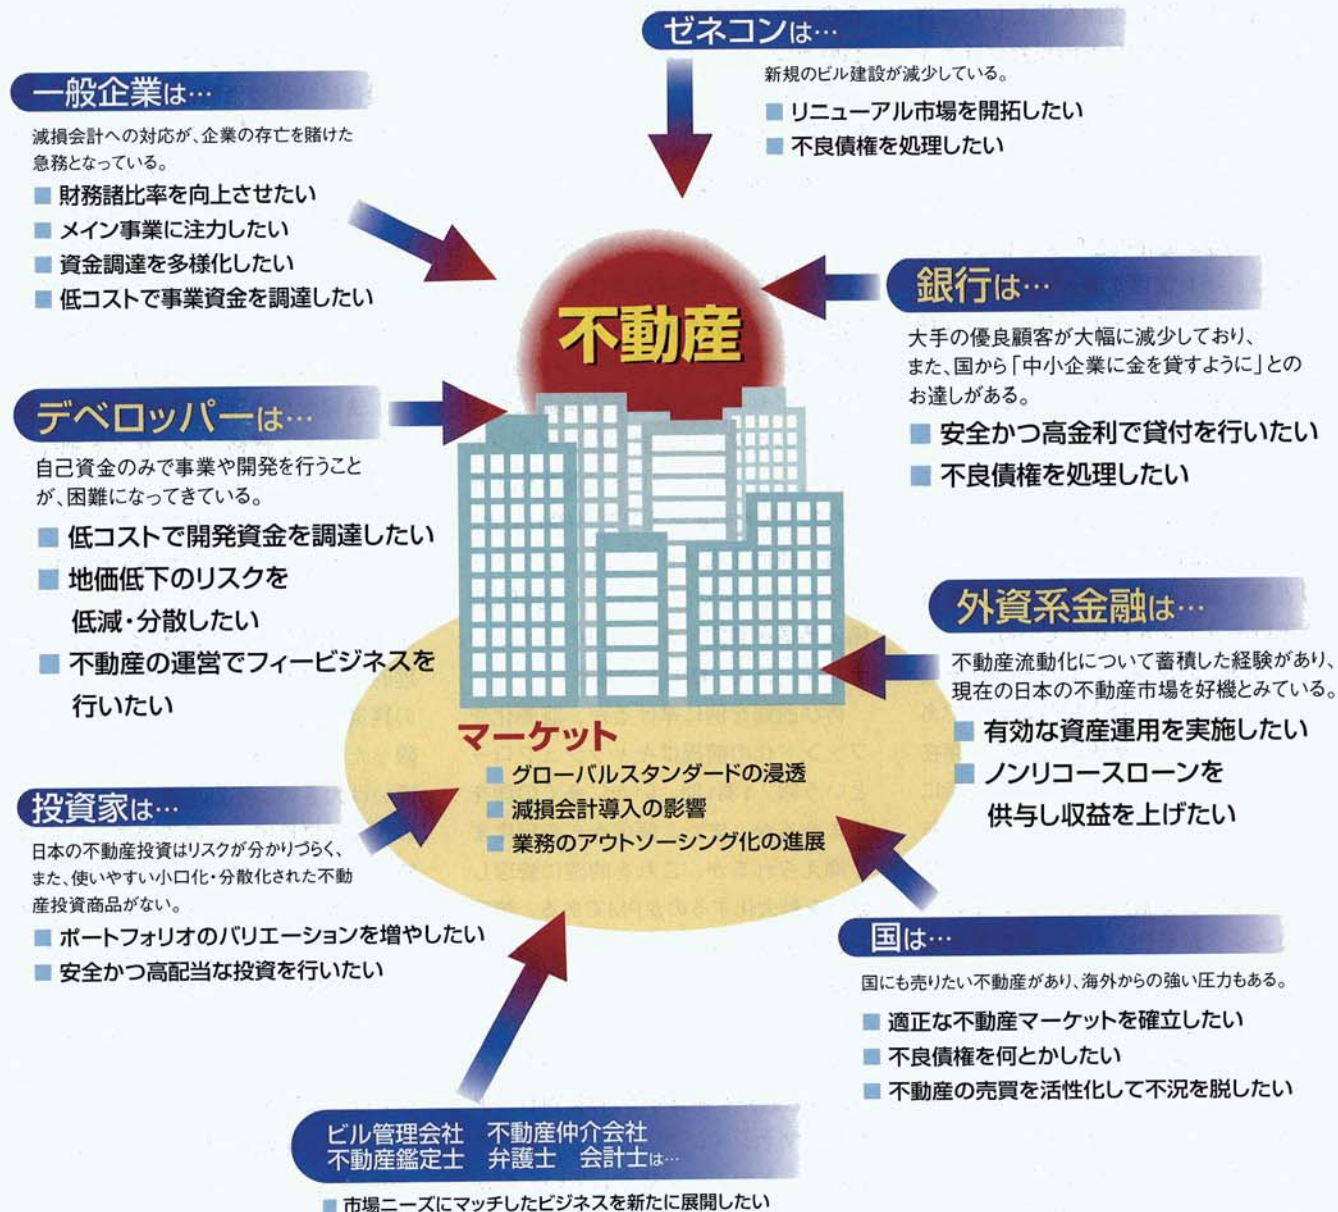 ゼネコンは…
新規のビル建設が減少している。
■ リニューアル市場を開拓したい
■ 不良債権を処理したい
一般企業は…
減損会計への対応が、企業の存亡を賭けた
急務となっている。
■ 財務諸比率を向上させたい
■ メイン事業に注力したい
■ 資金調達を多様化したい
■ 低コストで事業資金を調達したい
不動産
銀行は…
大手の優良顧客が大幅に減少しており、
また、国から「中小企業に金を貸すように」との
お達しがある。
■ 安全かつ高金利で貸付を行いたい
■ 不良債権を処理したい
デベロッパーは…
自己資金のみで事業や開発を行うこと
が、困難になってきている。
■ 低コストで開発資金を調達したい
■ 地価低下のリスクを
低減・分散したい
■ 不動産の運営でフィービジネスを
行いたい
外資系金融は…
不動産流動化について蓄積した経験があり、
現在の日本の不動産市場を好機とみている。
■ 有効な資産運用を実施したい
■ ノンリコースローンを
供与し収益を上げたい
マーケット
■ グローバルスタンダードの浸透
■ 減損会計導入の影響
■ 業務のアウトソーシング化の進展
投資家は…
日本の不動産投資はリスクが分かりづらく、
また、使いやすい小口化・分散化された不動
産投資商品がない。
■ ポートフォリオのバリエーションを増やしたい
■ 安全かつ高配当な投資を行いたい
国は…
国にも売りたい不動産があり、海外からの強い圧力もある。
■ 適正な不動産マーケットを確立したい
■ 不良債権を何とかしたい
■ 不動産の売買を活性化して不況を脱したい
ビル管理会社 不動産仲介会社
不動産鑑定士 弁護士 会計士は…
■ 市場ニーズにマッチしたビジネスを新たに展開したい